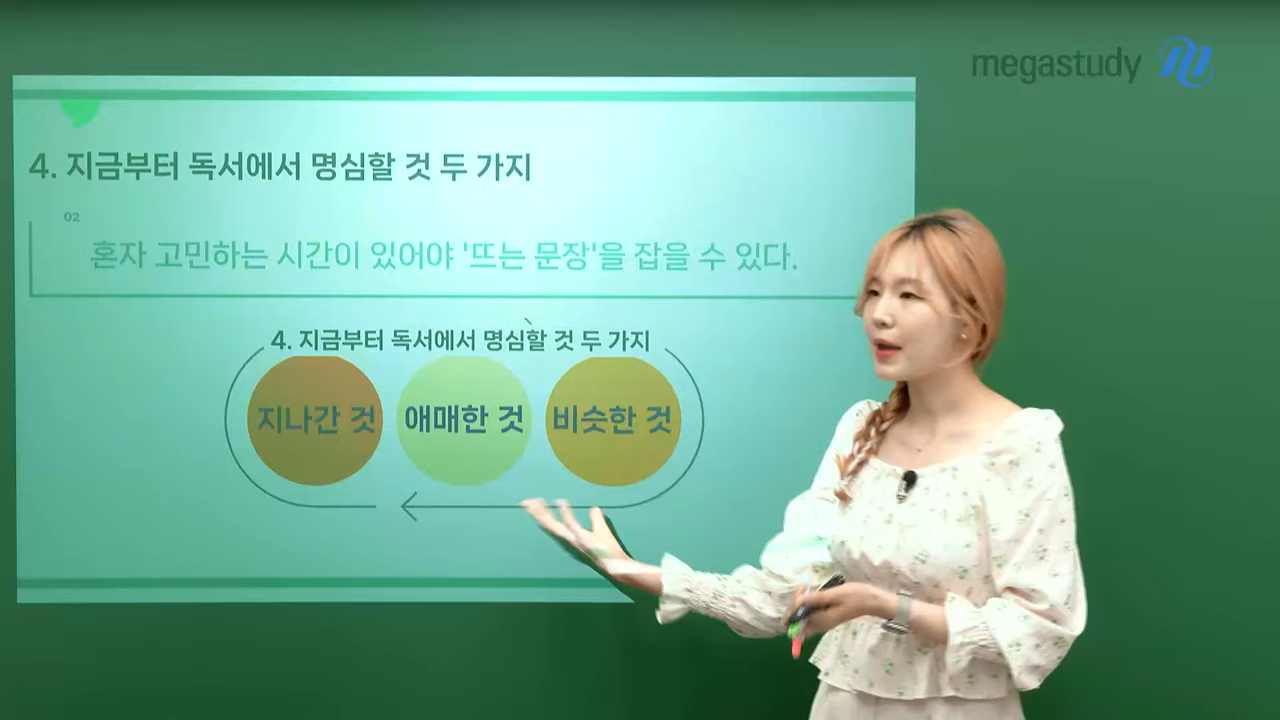 megastudy
4. 지금부터 독서에서 명심할 것 두 가지
02
혼자 고민하는 시간이 있어야 '뜨는 문장'을 잡을 수 있다.
4. 지금부터 독서에서 명심할 것 두 가지
지나간 것
애매한 것
비슷한 것